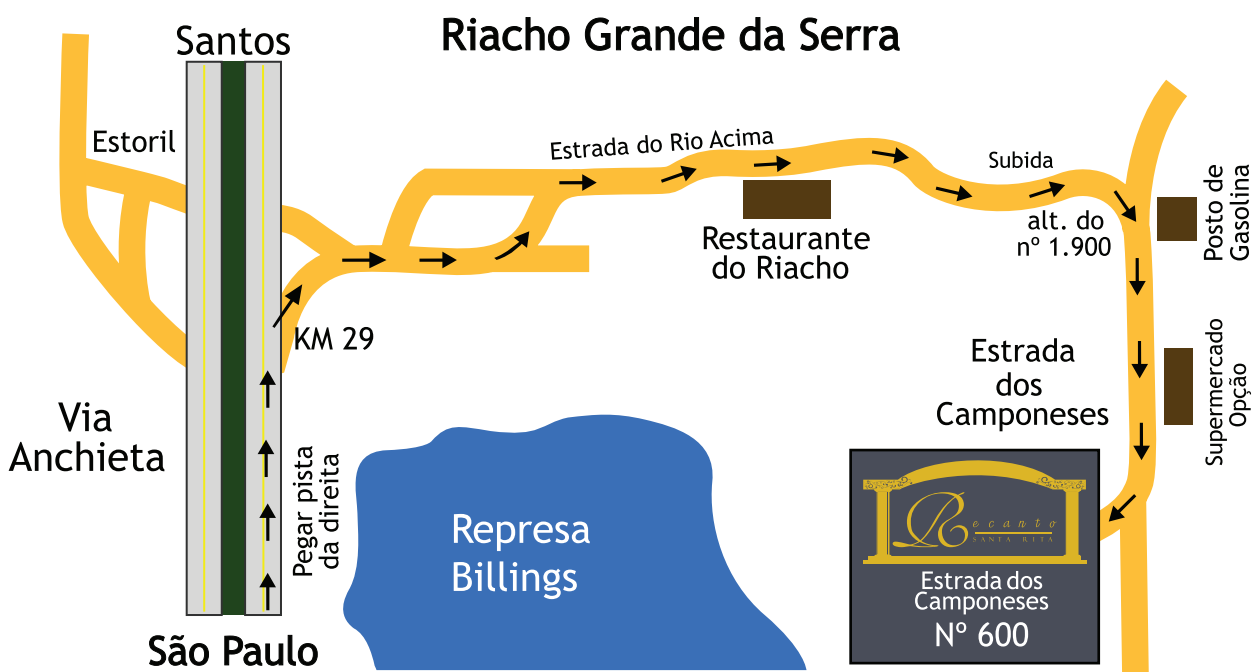 Riacho Grande da Serra
Santos
Estoril
Estrada do Rio Acima
Subida
alt. do
nº 1.900
Posto de
Gasolina
Restaurante
do Riacho
KM 29
Via
Anchieta
Pegar pista
da direita
Estrada
dos
Camponeses
Supermercado
Opção
Represa
Billings
Recanto
SANTA RITA
Estrada dos
Camponeses
Nº 600
São Paulo